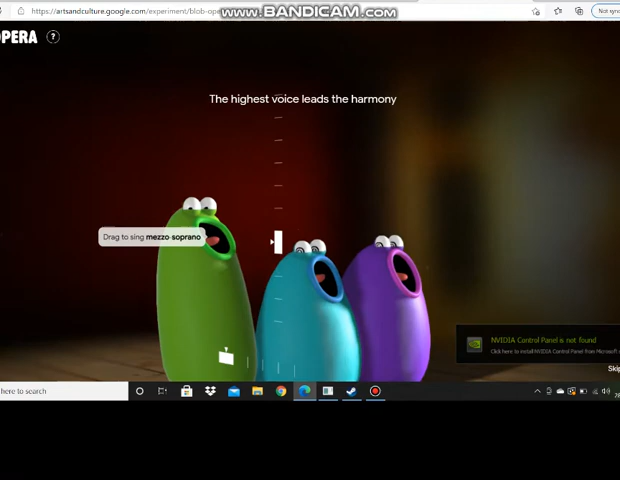 https://artsandculture.google.com/experiment/blob-ope
www.BANDICAM.com
Not sync
OPERA ?
The highest voice leads the harmony
Drag to sing mezzo-soprano
NVIDIA Control Panel is not found
Click here to install NVIDIA Control Panel from Microsoft
Skip
here to search